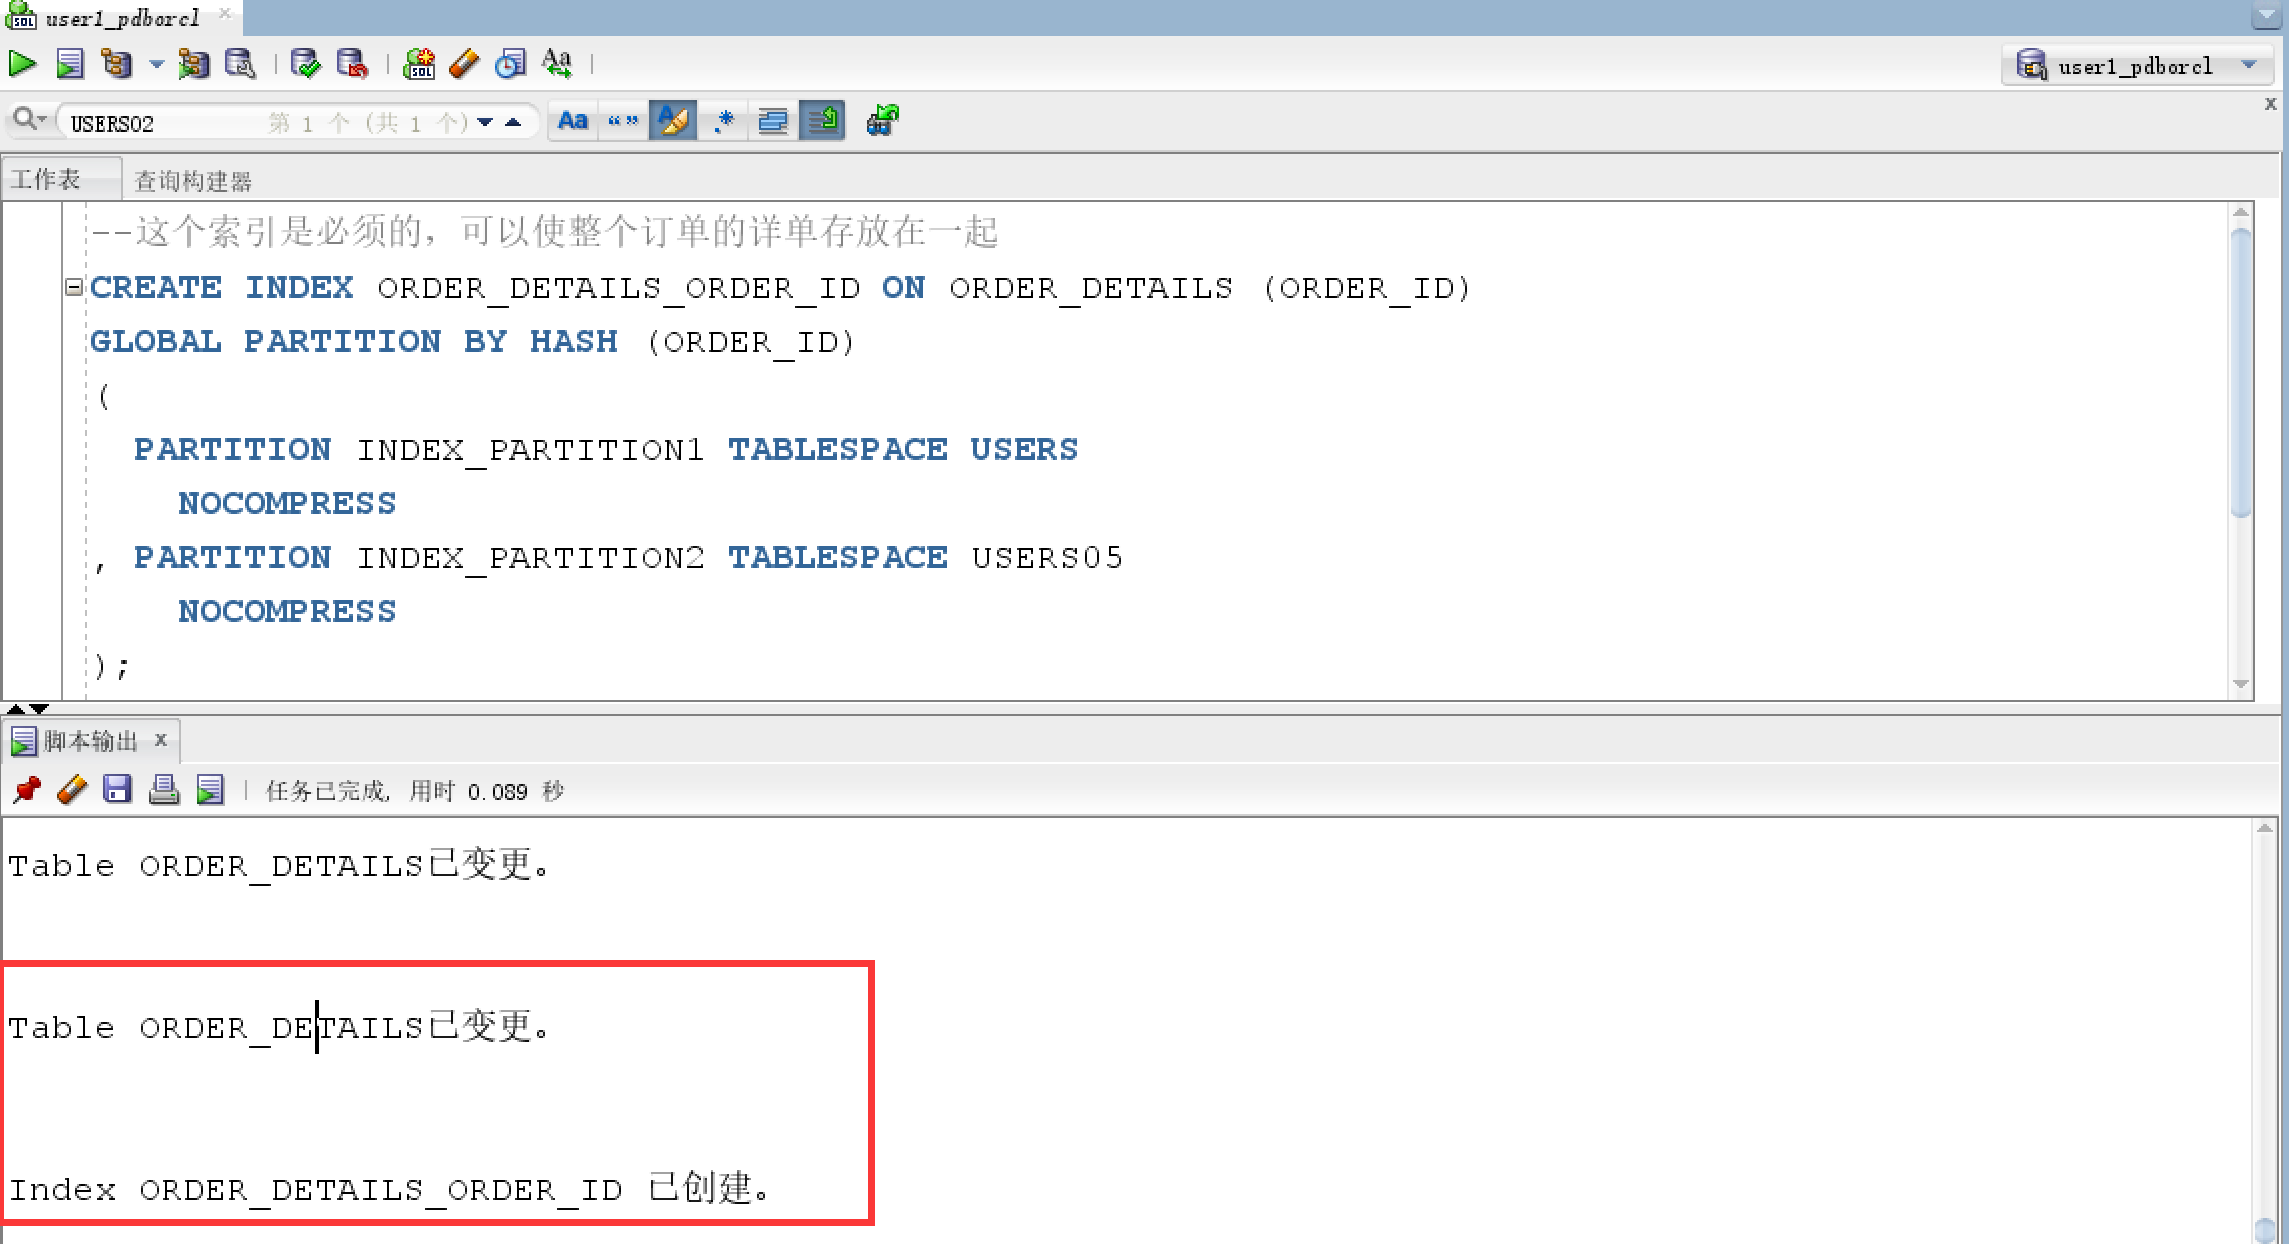 user1_pdborcl
user1_pdborcl
USERS02 第 1 个 (共 1 个)
工作表 查询构建器
--这个索引是必须的，可以使整个订单的详单存放在一起
CREATE INDEX ORDER_DETAILS_ORDER_ID ON ORDER_DETAILS (ORDER_ID)
GLOBAL PARTITION BY HASH (ORDER_ID)
(
PARTITION INDEX_PARTITION1 TABLESPACE USERS
NOCOMPRESS
, PARTITION INDEX_PARTITION2 TABLESPACE USERS05
NOCOMPRESS
);
脚本输出
任务已完成, 用时 0.089 秒
Table ORDER_DETAILS已变更。
Table ORDER_DETAILS已变更。
Index ORDER_DETAILS_ORDER_ID 已创建。